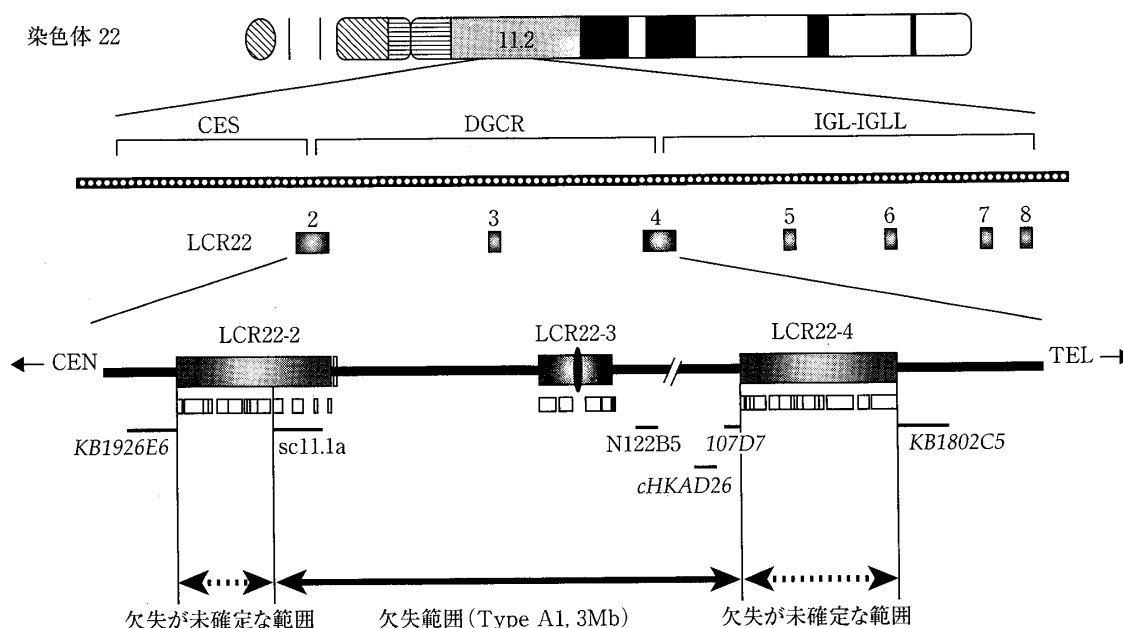 染色体 22
11.2
CES DGCR IGL-IGLL
2 3 4 5 6 7 8
LCR22
LCR22-2 LCR22-3 LCR22-4
← CEN TEL →
KB1926E6 sc11.1a N122B5 107D7 KB1802C5
cHKAD26
欠失が未確定な範囲 欠失範囲(Type A1, 3Mb) 欠失が未確定な範囲